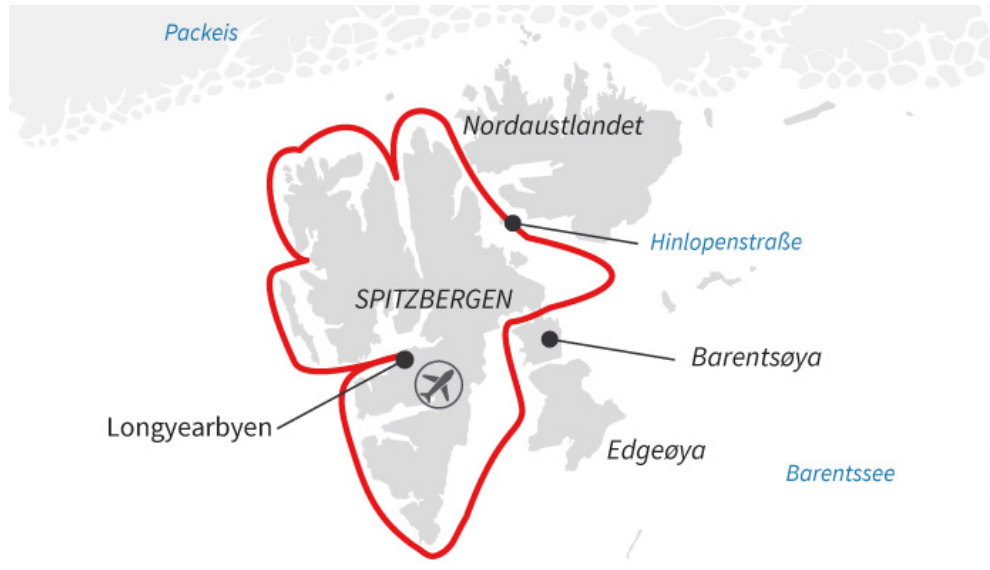 Packeis
Nordaustlandet
Hinlopenstraße
SPITZBERGEN
Barentsøya
Longyearbyen
Edgeøya
Barentssee